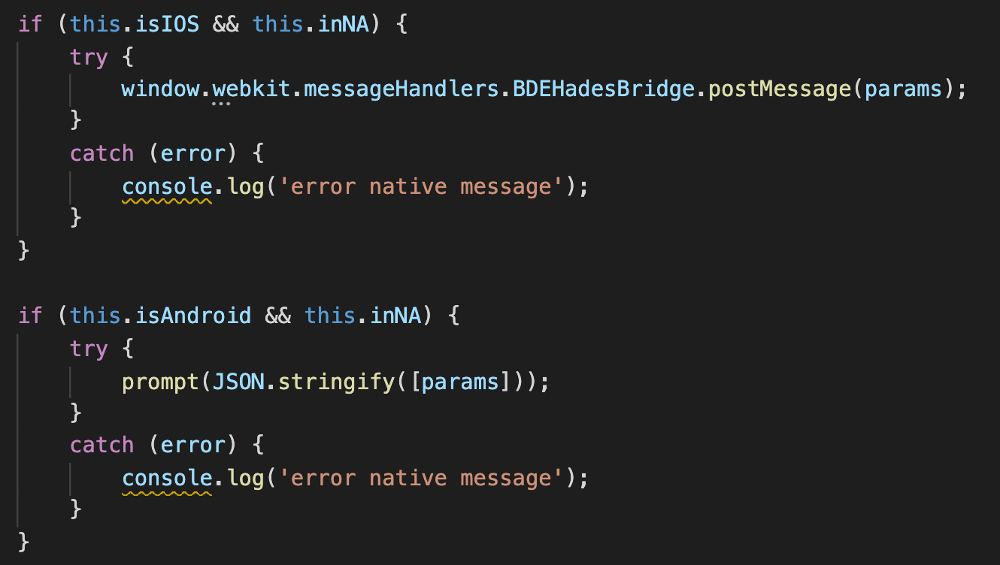 if (this.isIOS && this.inNA) {
    try {
        window.webkit.messageHandlers.BDEHadesBridge.postMessage(params);
    }
    catch (error) {
        console.log('error native message');
    }
}

if (this.isAndroid && this.inNA) {
    try {
        prompt(JSON.stringify([params]));
    }
    catch (error) {
        console.log('error native message');
    }
}